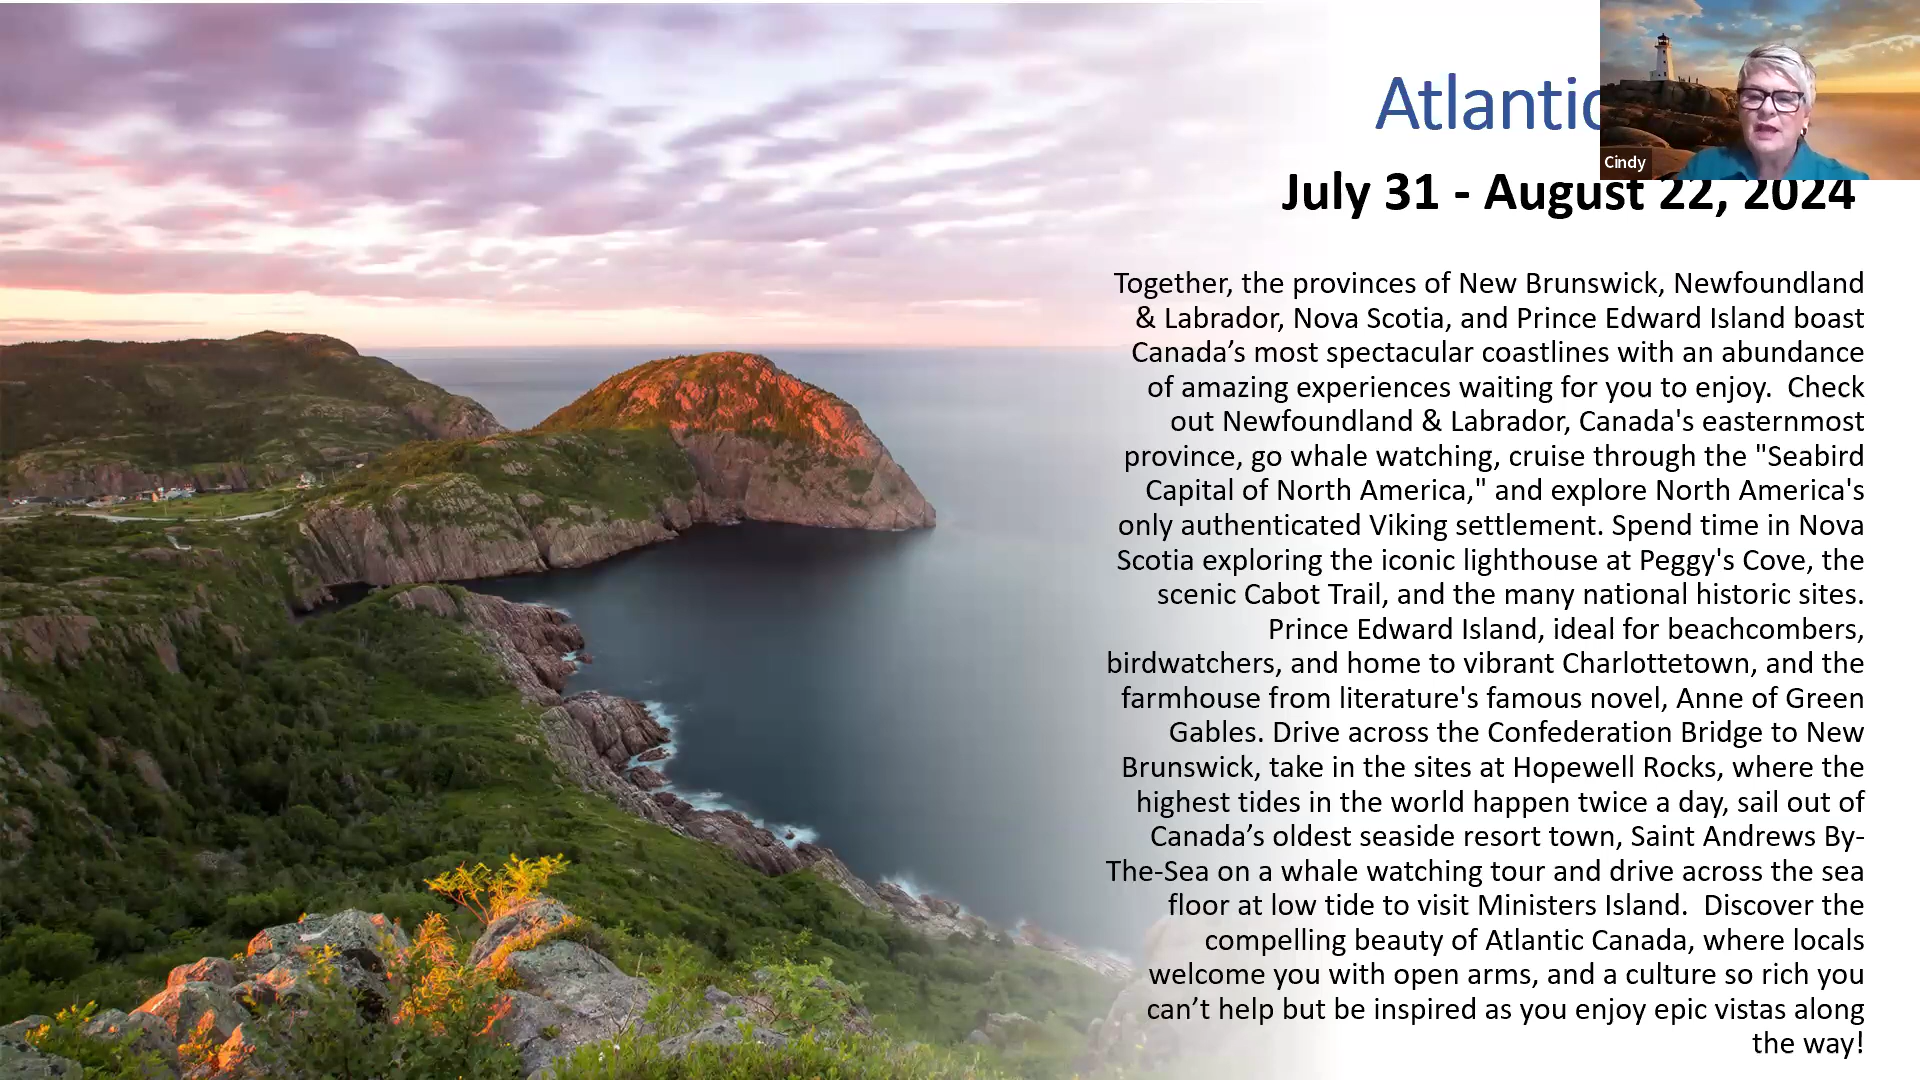 Atlantic
Cindy
July 31 - August 22, 2024
Together, the provinces of New Brunswick, Newfoundland
& Labrador, Nova Scotia, and Prince Edward Island boast
Canada’s most spectacular coastlines with an abundance
of amazing experiences waiting for you to enjoy.  Check
out Newfoundland & Labrador, Canada's easternmost
province, go whale watching, cruise through the "Seabird
Capital of North America," and explore North America's
only authenticated Viking settlement. Spend time in Nova
Scotia exploring the iconic lighthouse at Peggy's Cove, the
scenic Cabot Trail, and the many national historic sites.
Prince Edward Island, ideal for beachcombers,
birdwatchers, and home to vibrant Charlottetown, and the
farmhouse from literature's famous novel, Anne of Green
Gables. Drive across the Confederation Bridge to New
Brunswick, take in the sites at Hopewell Rocks, where the
highest tides in the world happen twice a day, sail out of
Canada’s oldest seaside resort town, Saint Andrews By-
The-Sea on a whale watching tour and drive across the sea
floor at low tide to visit Ministers Island.  Discover the
compelling beauty of Atlantic Canada, where locals
welcome you with open arms, and a culture so rich you
can’t help but be inspired as you enjoy epic vistas along
the way!